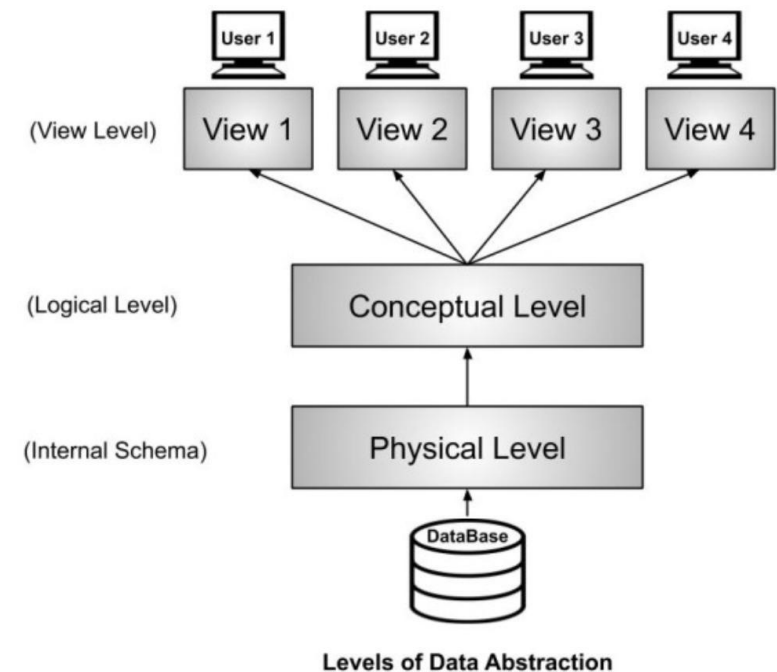 User 1 User 2 User 3 User 4
(View Level) View 1 View 2 View 3 View 4
(Logical Level) Conceptual Level
(Internal Schema) Physical Level
DataBase
Levels of Data Abstraction